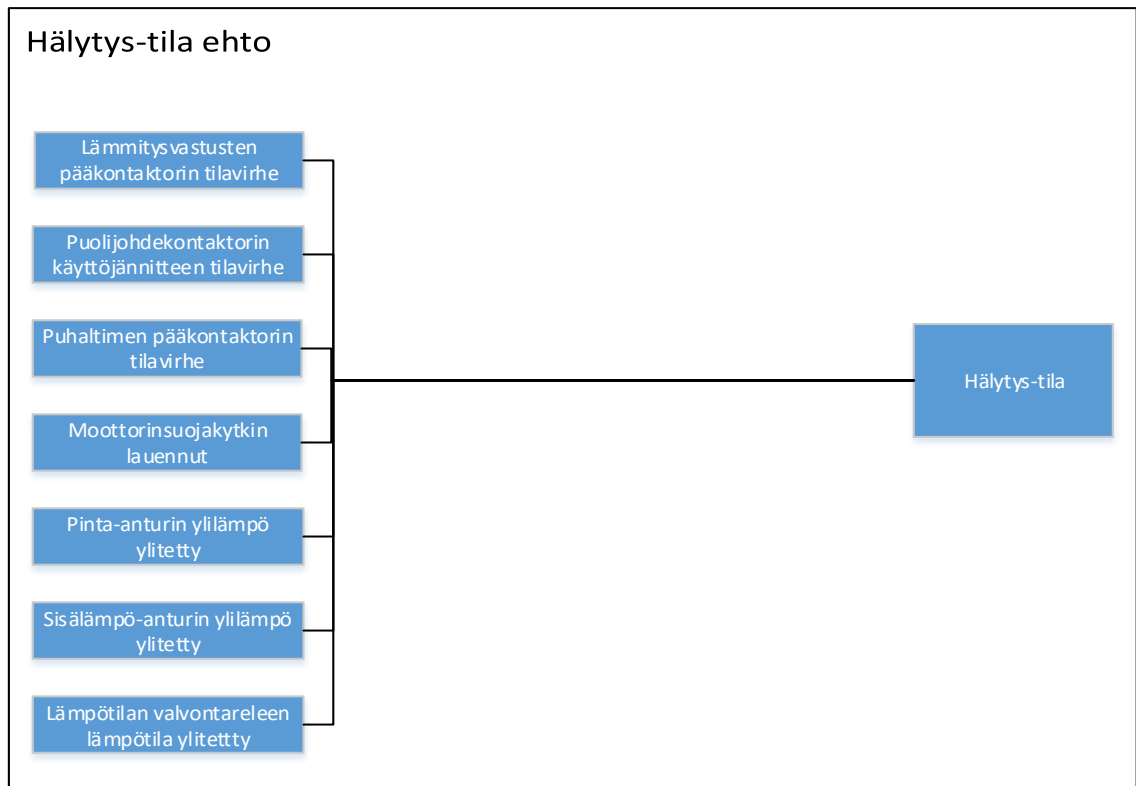 Hälytys-tila ehto
Lämmitysvastusten
pääkontaktorin tilavirhe
Puolijohdekontaktorin
käyttöjännitteen tilavirhe
Puhaltimen pääkontaktorin
tilavirhe
Moottorinsuojakytkin
lauennut
Pinta-anturin ylilämpö
ylitetty
Sisälämpö-anturin ylilämpö
ylitetty
Lämpötilan valvontareleen
lämpötila ylitettty
Hälytys-tila